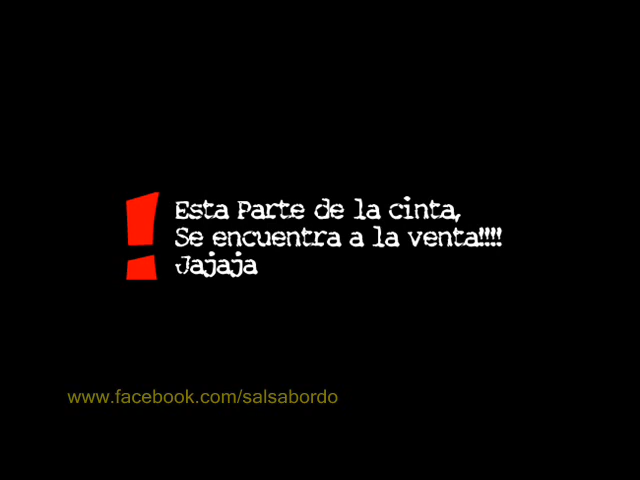 Esta Parte de la cinta,
Se encuentra a la venta!!!!
Jajaja
www.facebook.com/salsabordo